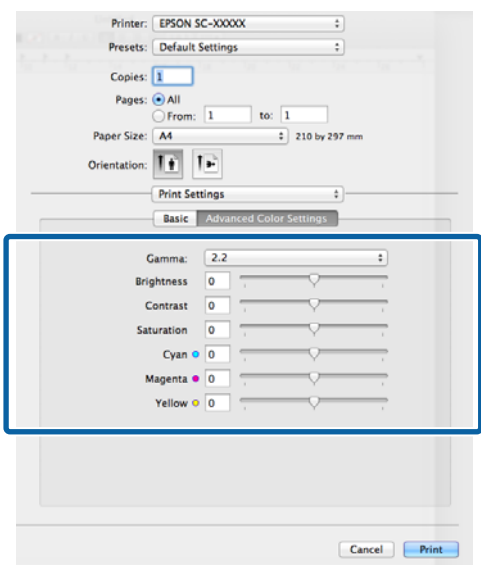 Printer: EPSON SC-XXXXX
Presets: Default Settings
Copies: 1
Pages: All
From: 1 to: 1
Paper Size: A4 210 by 297 mm
Orientation:
Print Settings
Basic Advanced Color Settings
Gamma: 2.2
Brightness 0
Contrast 0
Saturation 0
Cyan 0
Magenta 0
Yellow 0
Cancel Print